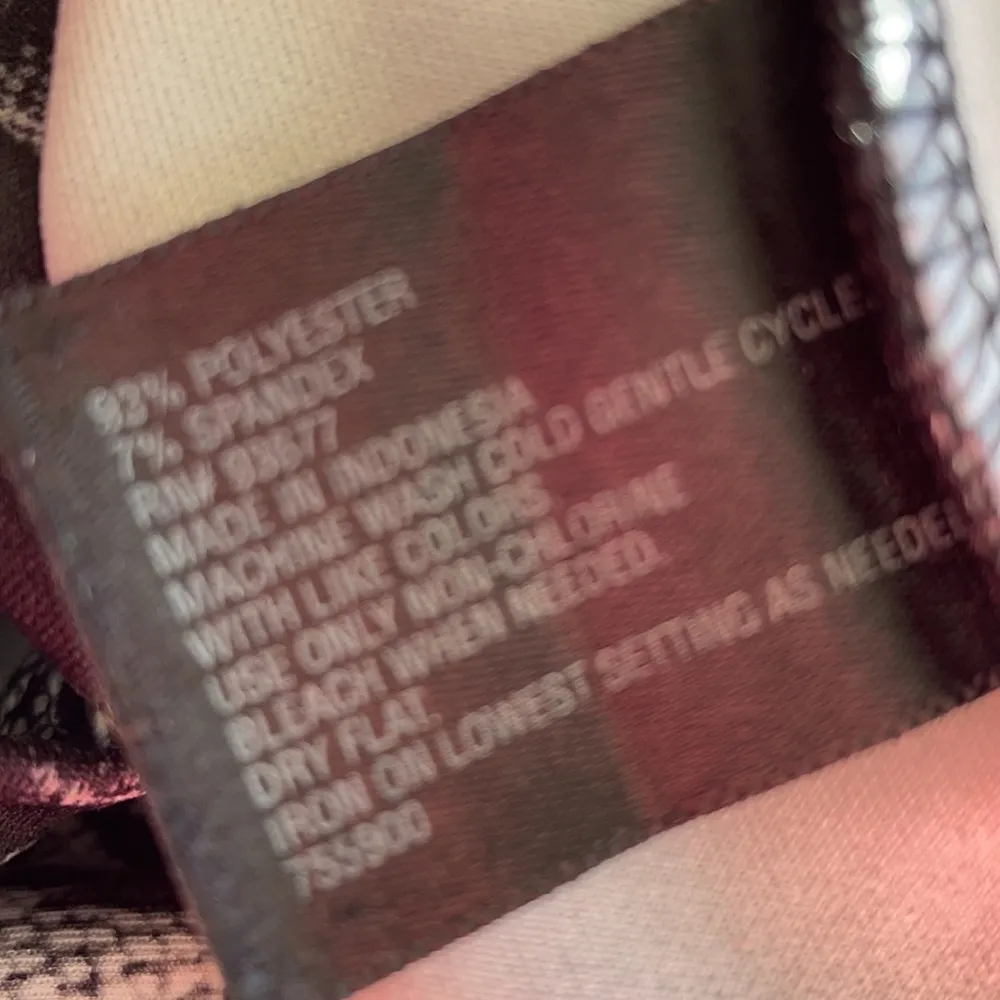 93% POLYESTER
7% SPANDEX
RN# 93677
MADE IN INDONESIA
MACHINE WASH COLD GENTLE CYCLE.
WITH LIKE COLORS
USE ONLY NON-CHLORINE
BLEACH WHEN NEEDED.
DRY FLAT.
IRON ON LOWEST SETTING AS NEEDED
755900